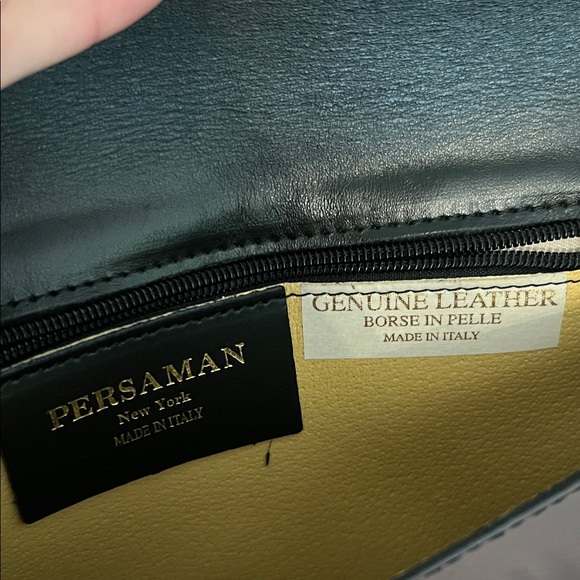 PERSAMAN
New York
MADE IN ITALY
GENUINE LEATHER
BORSE IN PELLE
MADE IN ITALY